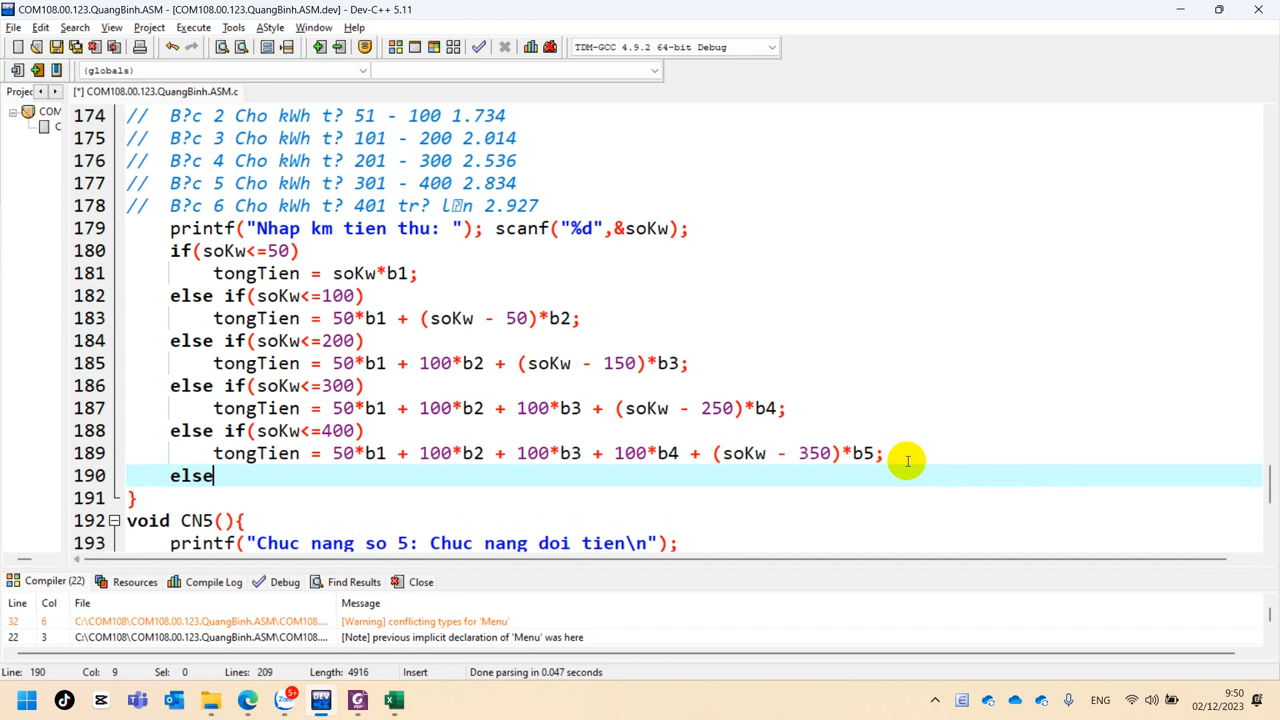 COM108.00.123.QuangBinh.ASM - [COM108.00.123.QuangBinh.ASM.dev] - Dev-C++ 5.11
File Edit Search View Project Execute Tools AStyle Window Help
TDM-GCC 4.9.2 64-bit Debug
(globals)
Projec [*] COM108.00.123.QuangBinh.ASM.c
COM
C
174 // B?c 2 Cho kWh t? 51 - 100 1.734
175 // B?c 3 Cho kWh t? 101 - 200 2.014
176 // B?c 4 Cho kWh t? 201 - 300 2.536
177 // B?c 5 Cho kWh t? 301 - 400 2.834
178 // B?c 6 Cho kWh t? 401 tr? l n 2.927
179 printf("Nhap km tien thu: "); scanf("%d",&soKw);
180 if(soKw<=50)
181 tongTien = soKw*b1;
182 else if(soKw<=100)
183 tongTien = 50*b1 + (soKw - 50)*b2;
184 else if(soKw<=200)
185 tongTien = 50*b1 + 100*b2 + (soKw - 150)*b3;
186 else if(soKw<=300)
187 tongTien = 50*b1 + 100*b2 + 100*b3 + (soKw - 250)*b4;
188 else if(soKw<=400)
189 tongTien = 50*b1 + 100*b2 + 100*b3 + 100*b4 + (soKw - 350)*b5;
190 else
191 }
192 void CN5(){
193 printf("Chuc nang so 5: Chuc nang doi tien\n");
Compiler (22) Resources Compile Log Debug Find Results Close
Line Col File Message
32 6 C:\COM108\COM108.00.123.QuangBinh.ASM\COM108.... [Warning] conflicting types for 'Menu'
22 3 C:\COM108\COM108.00.123.QuangBinh.ASM\COM108.... [Note] previous implicit declaration of 'Menu' was here
Line: 190 Col: 9 Sel: 0 Lines: 209 Length: 4916 Insert Done parsing in 0.047 seconds
5+
DEV
ENG
9:50
02/12/2023